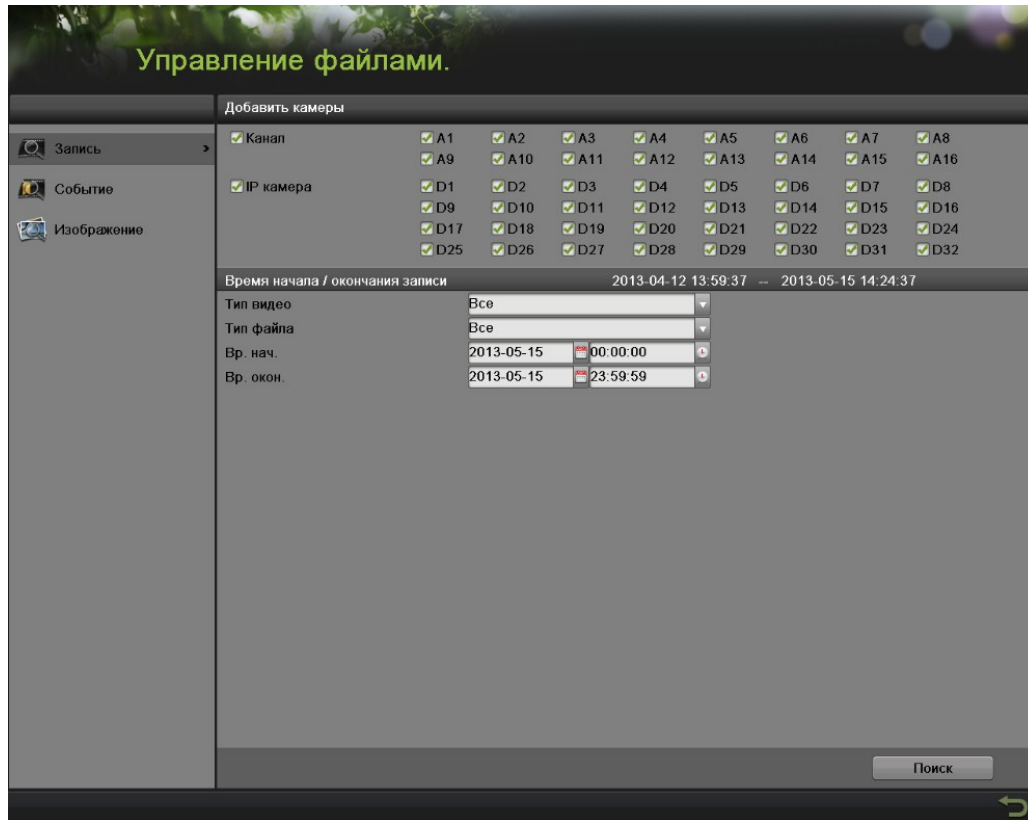 Управление файлами.
Добавить камеры
Запись
Событие
Изображение
Канал A1 A2 A3 A4 A5 A6 A7 A8
A9 A10 A11 A12 A13 A14 A15 A16
IP камера D1 D2 D3 D4 D5 D6 D7 D8
D9 D10 D11 D12 D13 D14 D15 D16
D17 D18 D19 D20 D21 D22 D23 D24
D25 D26 D27 D28 D29 D30 D31 D32
Время начала / окончания записи 2013-04-12 13:59:37 -- 2013-05-15 14:24:37
Тип видео Все
Тип файла Все
Вр. нач. 2013-05-15 00:00:00
Вр. окон. 2013-05-15 23:59:59
Поиск